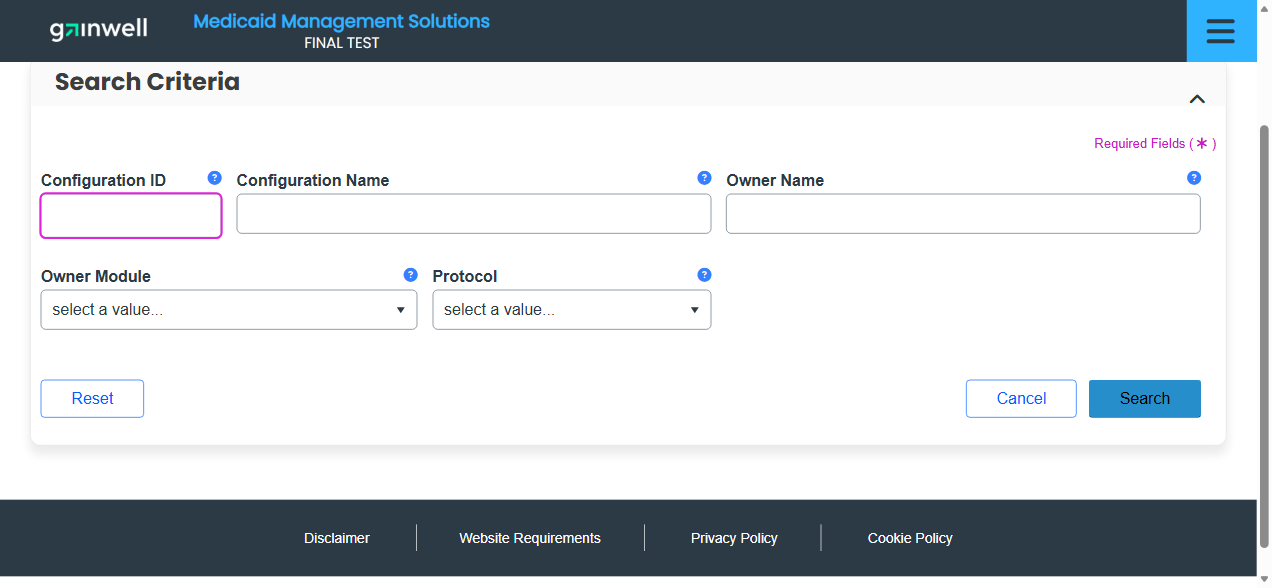 gainwell
Medicaid Management Solutions
FINAL TEST
Search Criteria
Required Fields ( * )
Configuration ID ? Configuration Name ? Owner Name ?
Owner Module ? Protocol ?
select a value... select a value...
Reset Cancel Search
Disclaimer Website Requirements Privacy Policy Cookie Policy